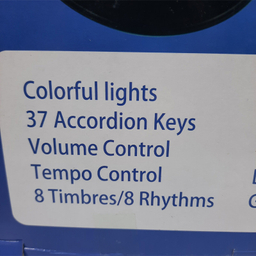 Colorful lights
37 Accordion Keys
Volume Control
Tempo Control
8 Timbres/8 Rhythms